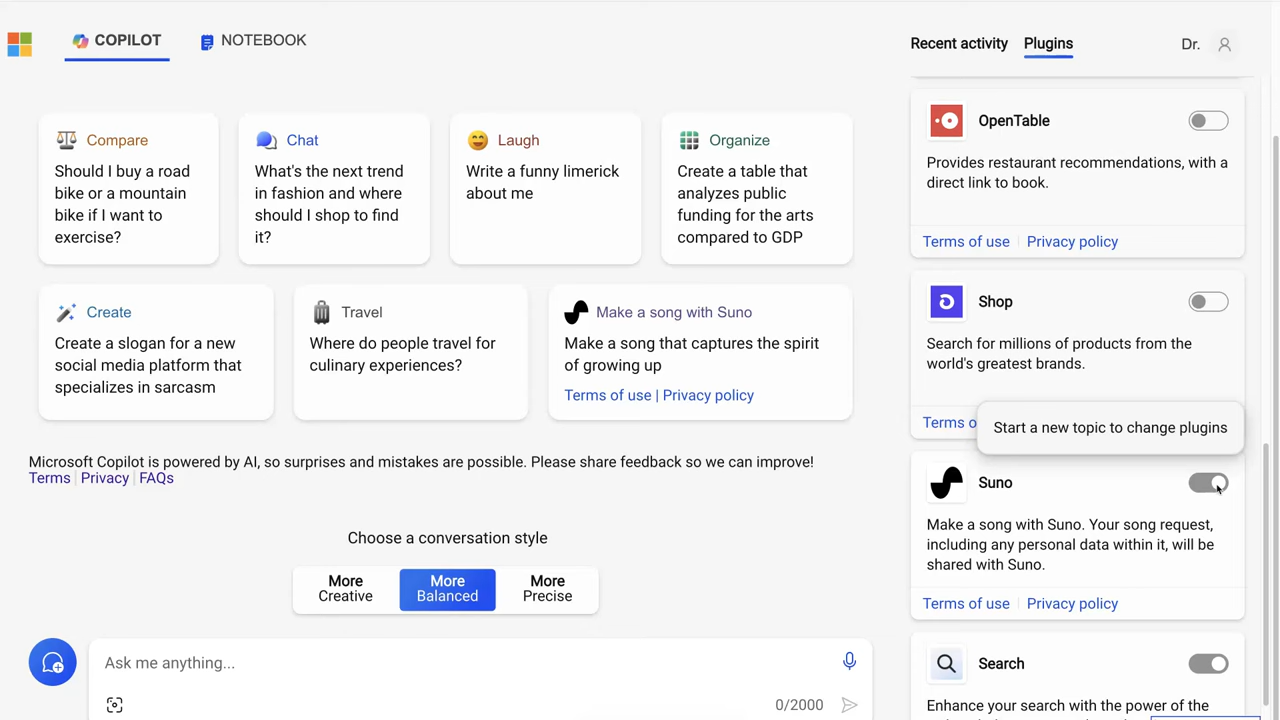 COPILOT
NOTEBOOK
Recent activity
Plugins
Dr.
Compare
Should I buy a road
bike or a mountain
bike if I want to
exercise?
Chat
What's the next trend
in fashion and where
should I shop to find
it?
Laugh
Write a funny limerick
about me
Organize
Create a table that
analyzes public
funding for the arts
compared to GDP
Create
Create a slogan for a new
social media platform that
specializes in sarcasm
Travel
Where do people travel for
culinary experiences?
Make a song with Suno
Make a song that captures the spirit
of growing up
Terms of use | Privacy policy
Microsoft Copilot is powered by AI, so surprises and mistakes are possible. Please share feedback so we can improve!
Terms | Privacy | FAQs
Choose a conversation style
More
Creative
More
Balanced
More
Precise
Ask me anything...
0/2000
OpenTable
Provides restaurant recommendations, with a
direct link to book.
Terms of use | Privacy policy
Shop
Search for millions of products from the
world's greatest brands.
Terms o
Start a new topic to change plugins
Suno
Make a song with Suno. Your song request,
including any personal data within it, will be
shared with Suno.
Terms of use | Privacy policy
Search
Enhance your search with the power of the